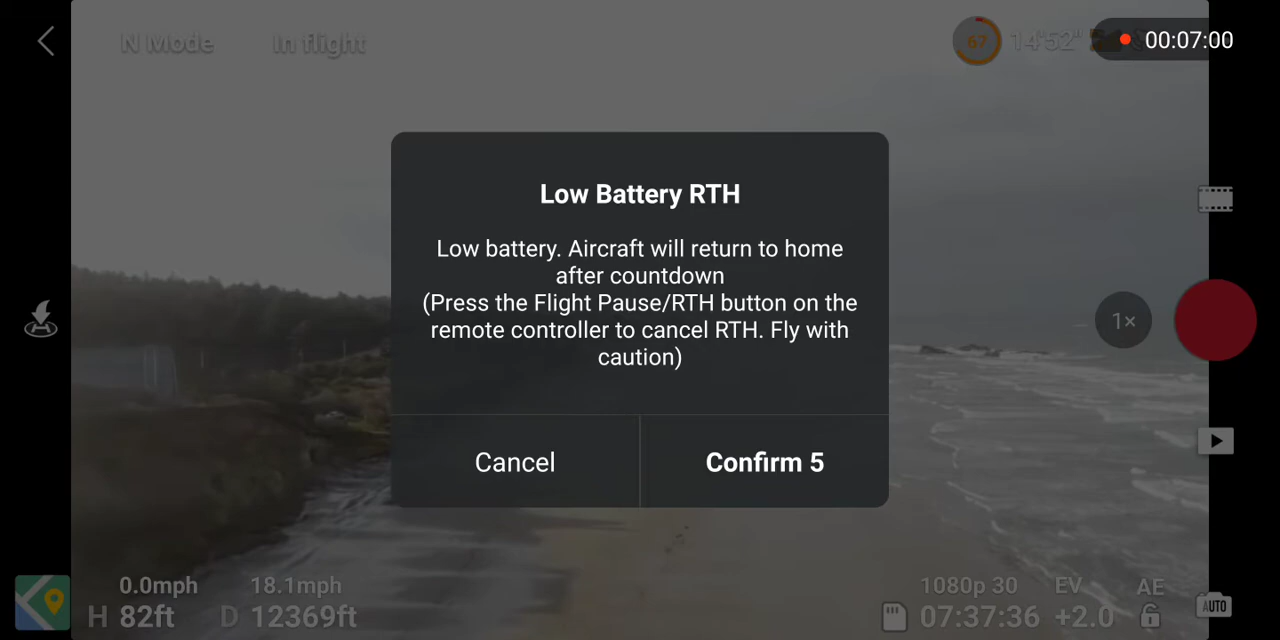 N Mode In flight 67 14'52" 00:07:00
Low Battery RTH
Low battery. Aircraft will return to home
after countdown
(Press the Flight Pause/RTH button on the
remote controller to cancel RTH. Fly with
caution)
1×
Cancel Confirm 5
0.0mph 18.1mph 1080p 30 EV AE
H 82ft D 12369ft 07:37:36 +2.0 AUTO